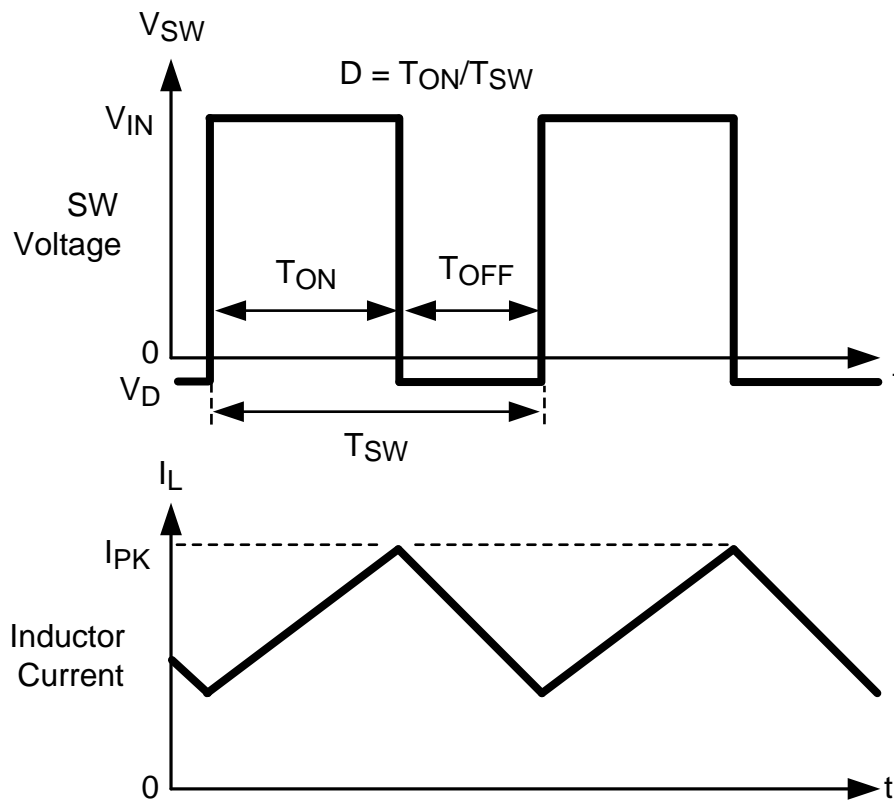 VSW
D = TON/TSW
VIN
SW
Voltage
TON
TOFF
0
VD
TSW
IL
IPK
Inductor
Current
0
t